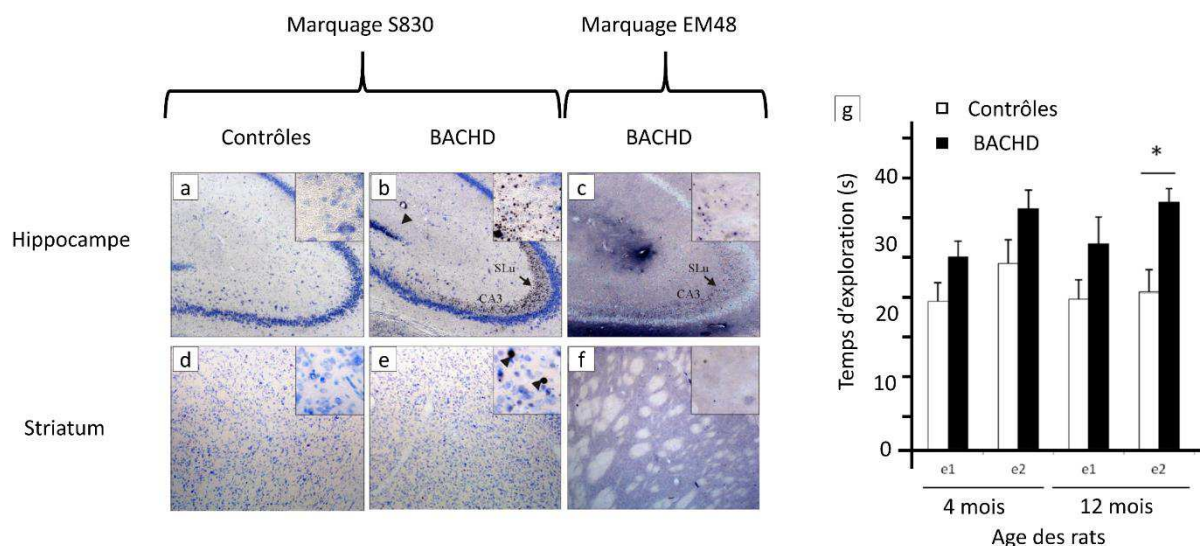 Marquage S830
Marquage EM48
Contrôles
BACHD
BACHD
Hippocampe
a
b
SLu
CA3
c
SLu
CA3
Striatum
d
e
f
g
Contrôles
BACHD
*
Temps d'exploration (s)
40
30
20
10
0
e1 e2 e1 e2
4 mois 12 mois
Age des rats